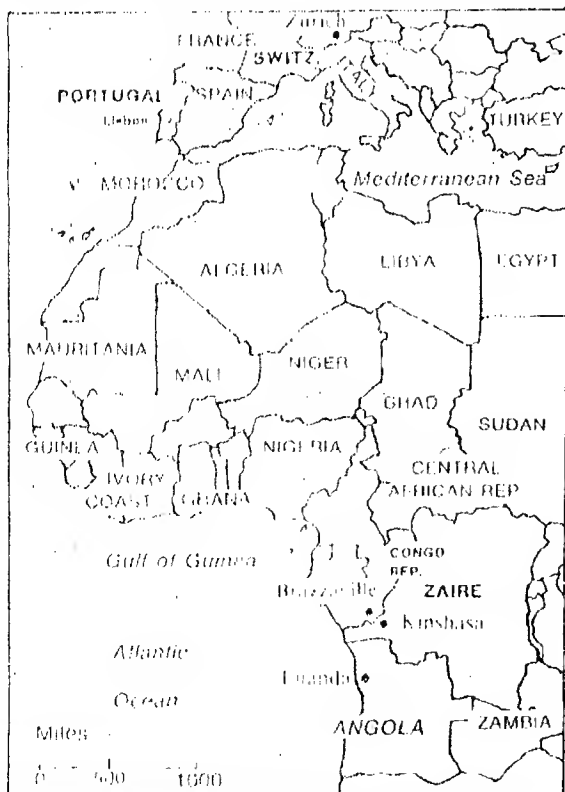 Zurich
FRANCE
SWITZ.
ITALY
PORTUGAL
SPAIN
Lisbon
TURKEY
MOROCCO
Mediterranean Sea
ALGERIA
LIBYA
EGYPT
MAURITANIA
MALI
NIGER
CHAD
SUDAN
GUINEA
IVORY
COAST
GHANA
NIGERIA
CENTRAL
AFRICAN REP.
Gulf of Guinea
CONGO
REP.
Brazzaville
ZAIRE
Kinshasa
Atlantic
Ocean
Luanda
ANGOLA
ZAMBIA
Miles
0 500 1000